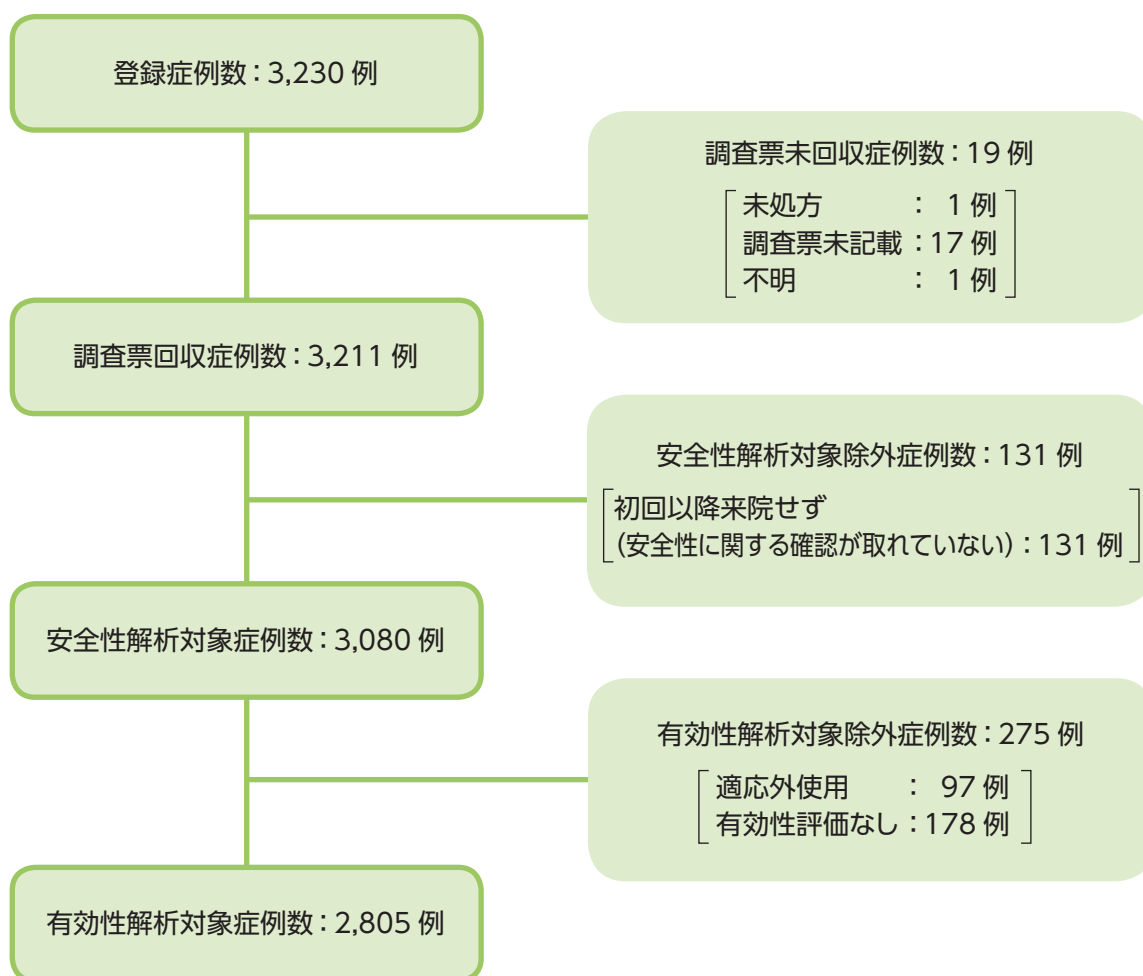 登録症例数：3,230 例
調査票未回収症例数：19 例
未処方　　　： 1 例
調査票未記載：17 例
不明　　　　： 1 例
調査票回収症例数：3,211 例
安全性解析対象除外症例数：131 例
初回以降来院せず
（安全性に関する確認が取れていない）：131 例
安全性解析対象症例数：3,080 例
有効性解析対象除外症例数：275 例
適応外使用　　： 97 例
有効性評価なし：178 例
有効性解析対象症例数：2,805 例